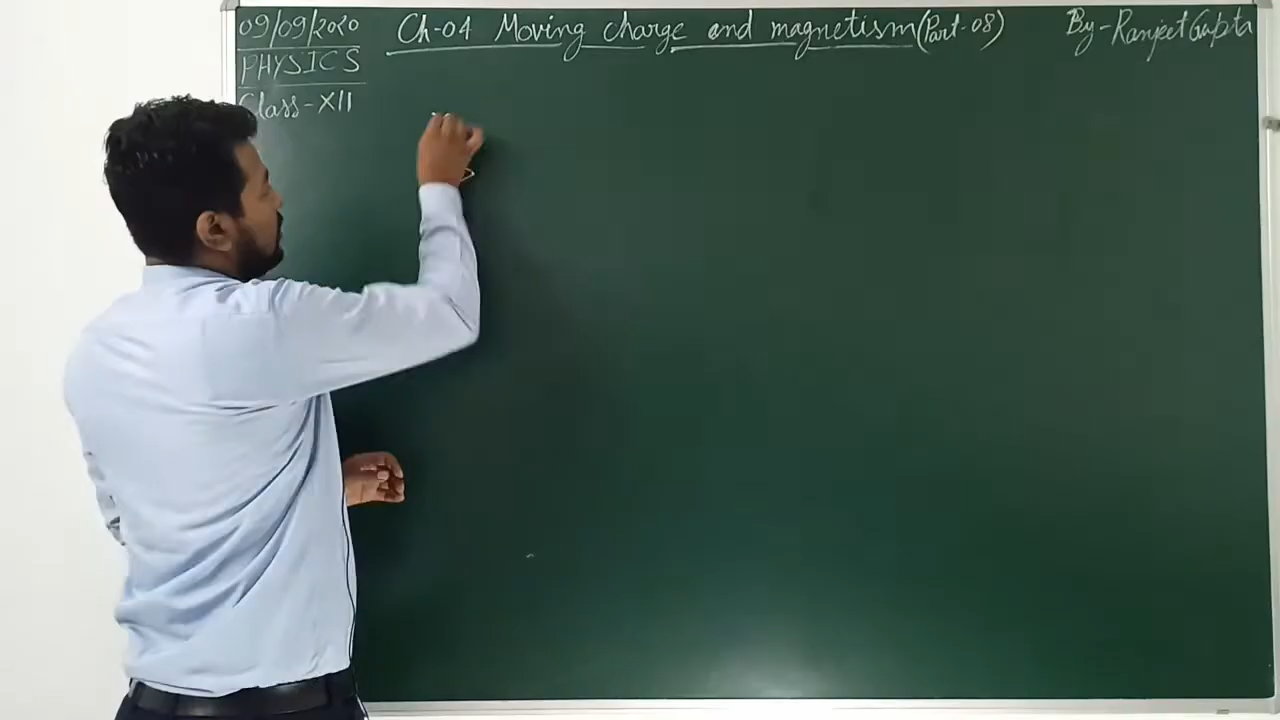 09/09/2020 Ch-04 Moving charge and magnetism (Part-08) By-Ranjeet Gupta
PHYSICS
Class-XII